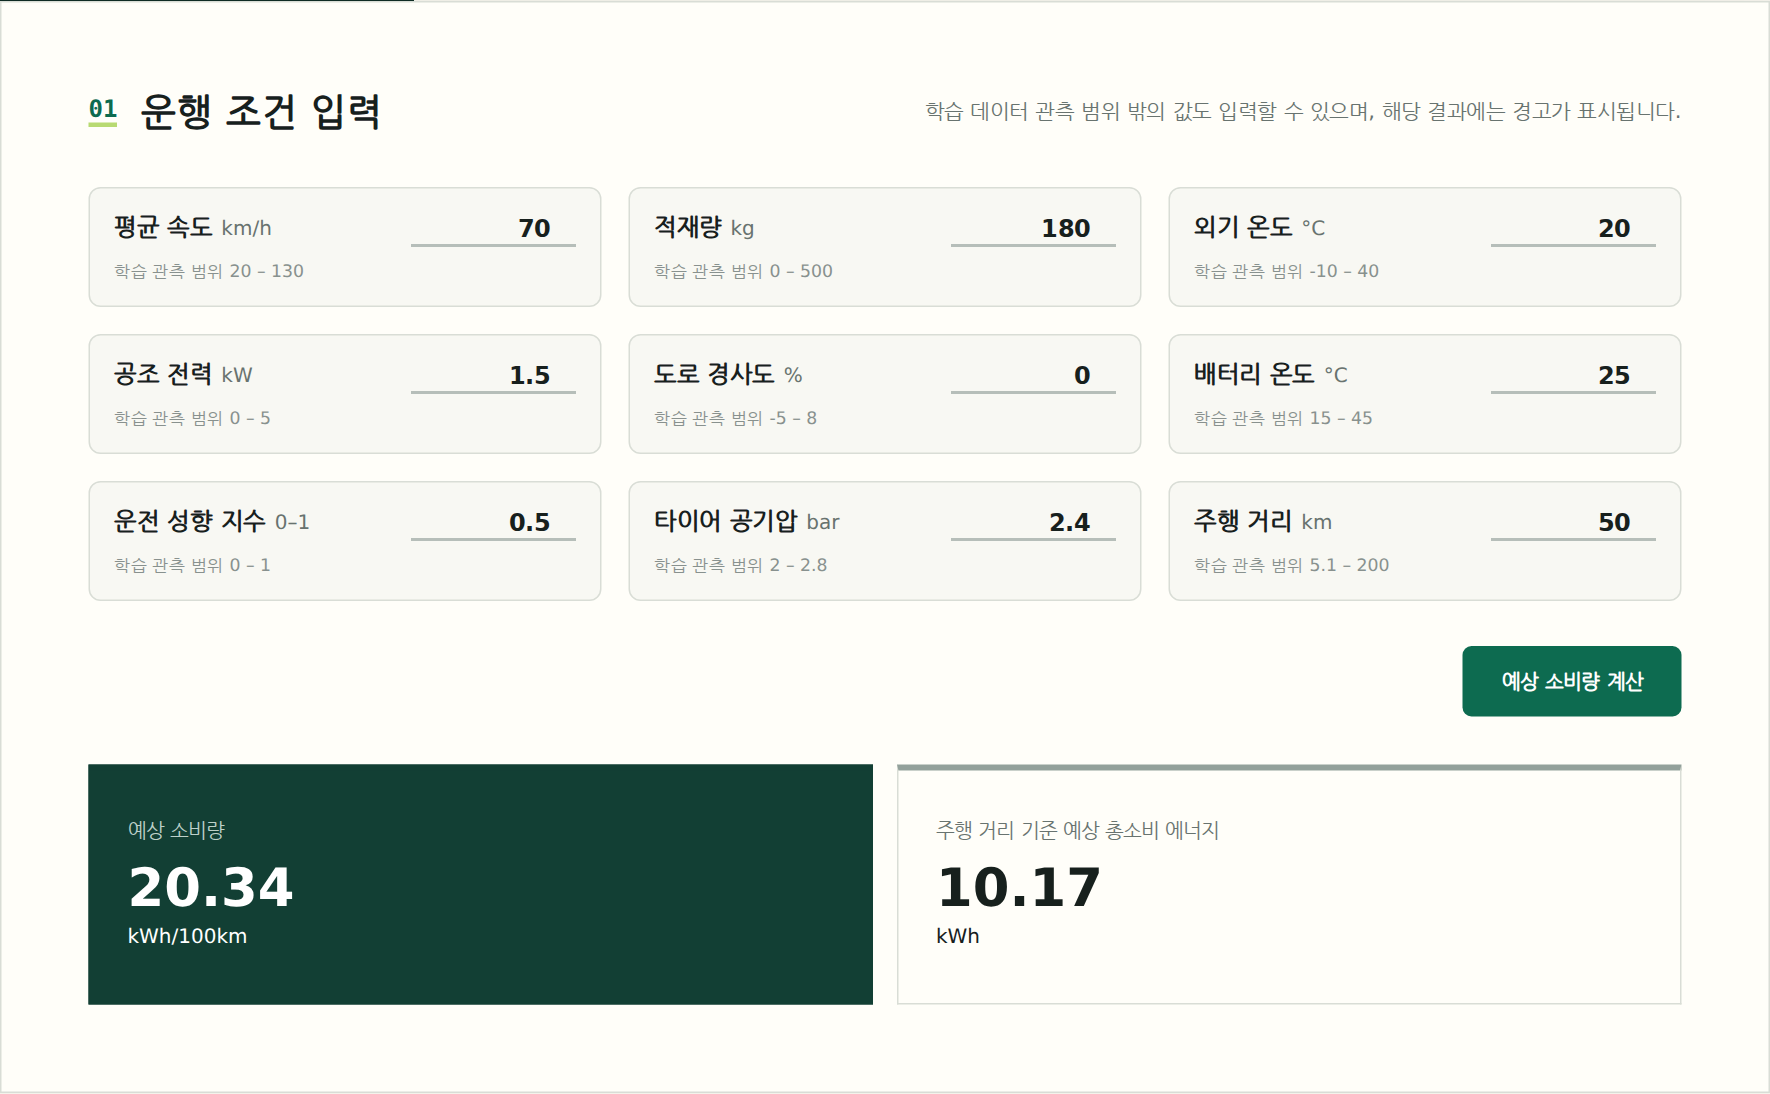 01 운행 조건 입력
학습 데이터 관측 범위 밖의 값도 입력할 수 있으며, 해당 결과에는 경고가 표시됩니다.
평균 속도 km/h 70
학습 관측 범위 20 – 130
적재량 kg 180
학습 관측 범위 0 – 500
외기 온도 °C 20
학습 관측 범위 -10 – 40
공조 전력 kW 1.5
학습 관측 범위 0 – 5
도로 경사도 % 0
학습 관측 범위 -5 – 8
배터리 온도 °C 25
학습 관측 범위 15 – 45
운전 성향 지수 0–1 0.5
학습 관측 범위 0 – 1
타이어 공기압 bar 2.4
학습 관측 범위 2 – 2.8
주행 거리 km 50
학습 관측 범위 5.1 – 200
예상 소비량 계산
예상 소비량
20.34
kWh/100km
주행 거리 기준 예상 총소비 에너지
10.17
kWh